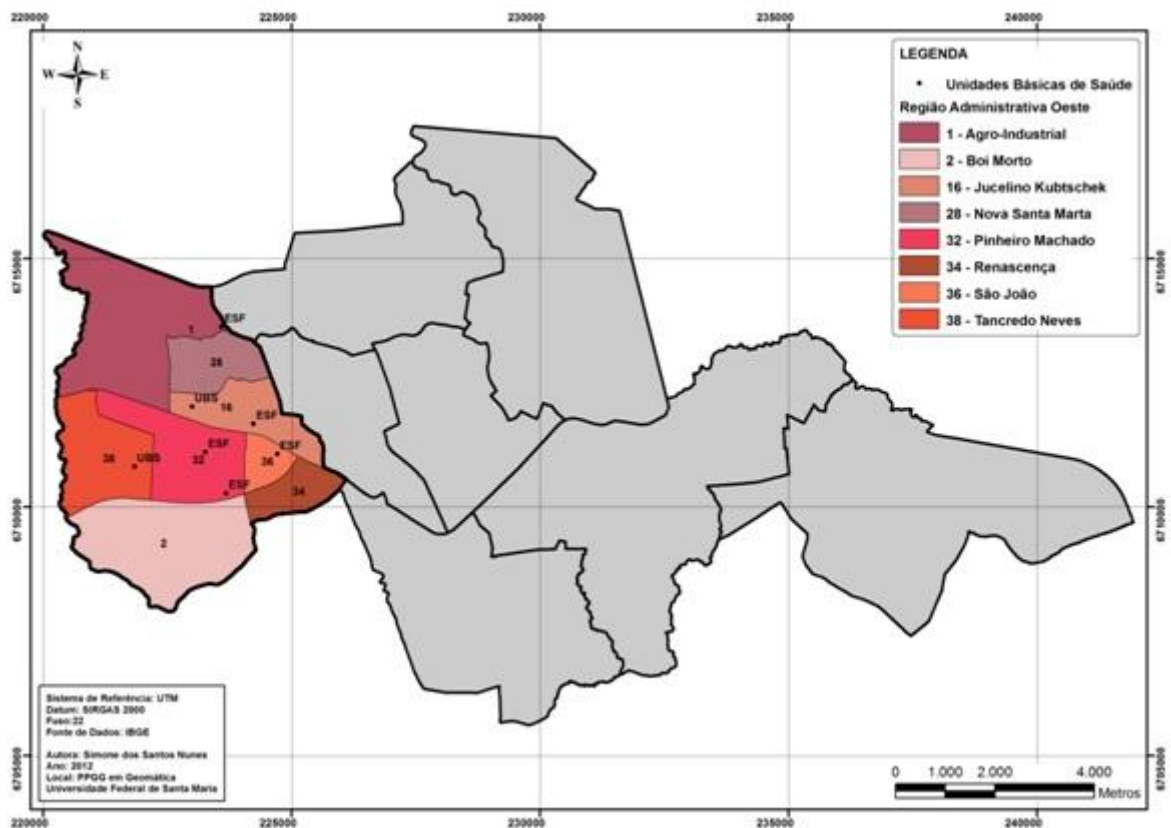 220000 225000 230000 235000 240000
N
W E
S
LEGENDA
Unidades Básicas de Saúde
Região Administrativa Oeste
1 - Agro-Industrial
2 - Boi Morto
16 - Jucelino Kubtschek
28 - Nova Santa Marta
32 - Pinheiro Machado
34 - Renascença
36 - São João
38 - Tancredo Neves
6715000 6715000
1 ESF
28
UBS 16
ESF
38 UBS
32 ESF
36 ESF
ESF
34
6710000 6710000
2
Sistema de Referência: UTM
Datum: SIRGAS 2000
Fuso:22
Fonte de Dados: IBGE
Autora: Simone dos Santos Nunes
Ano: 2012
Local: PPGG em Geomática
Universidade Federal de Santa Maria
6705000 6705000
0 1.000 2.000 4.000
Metros
220000 225000 230000 235000 240000